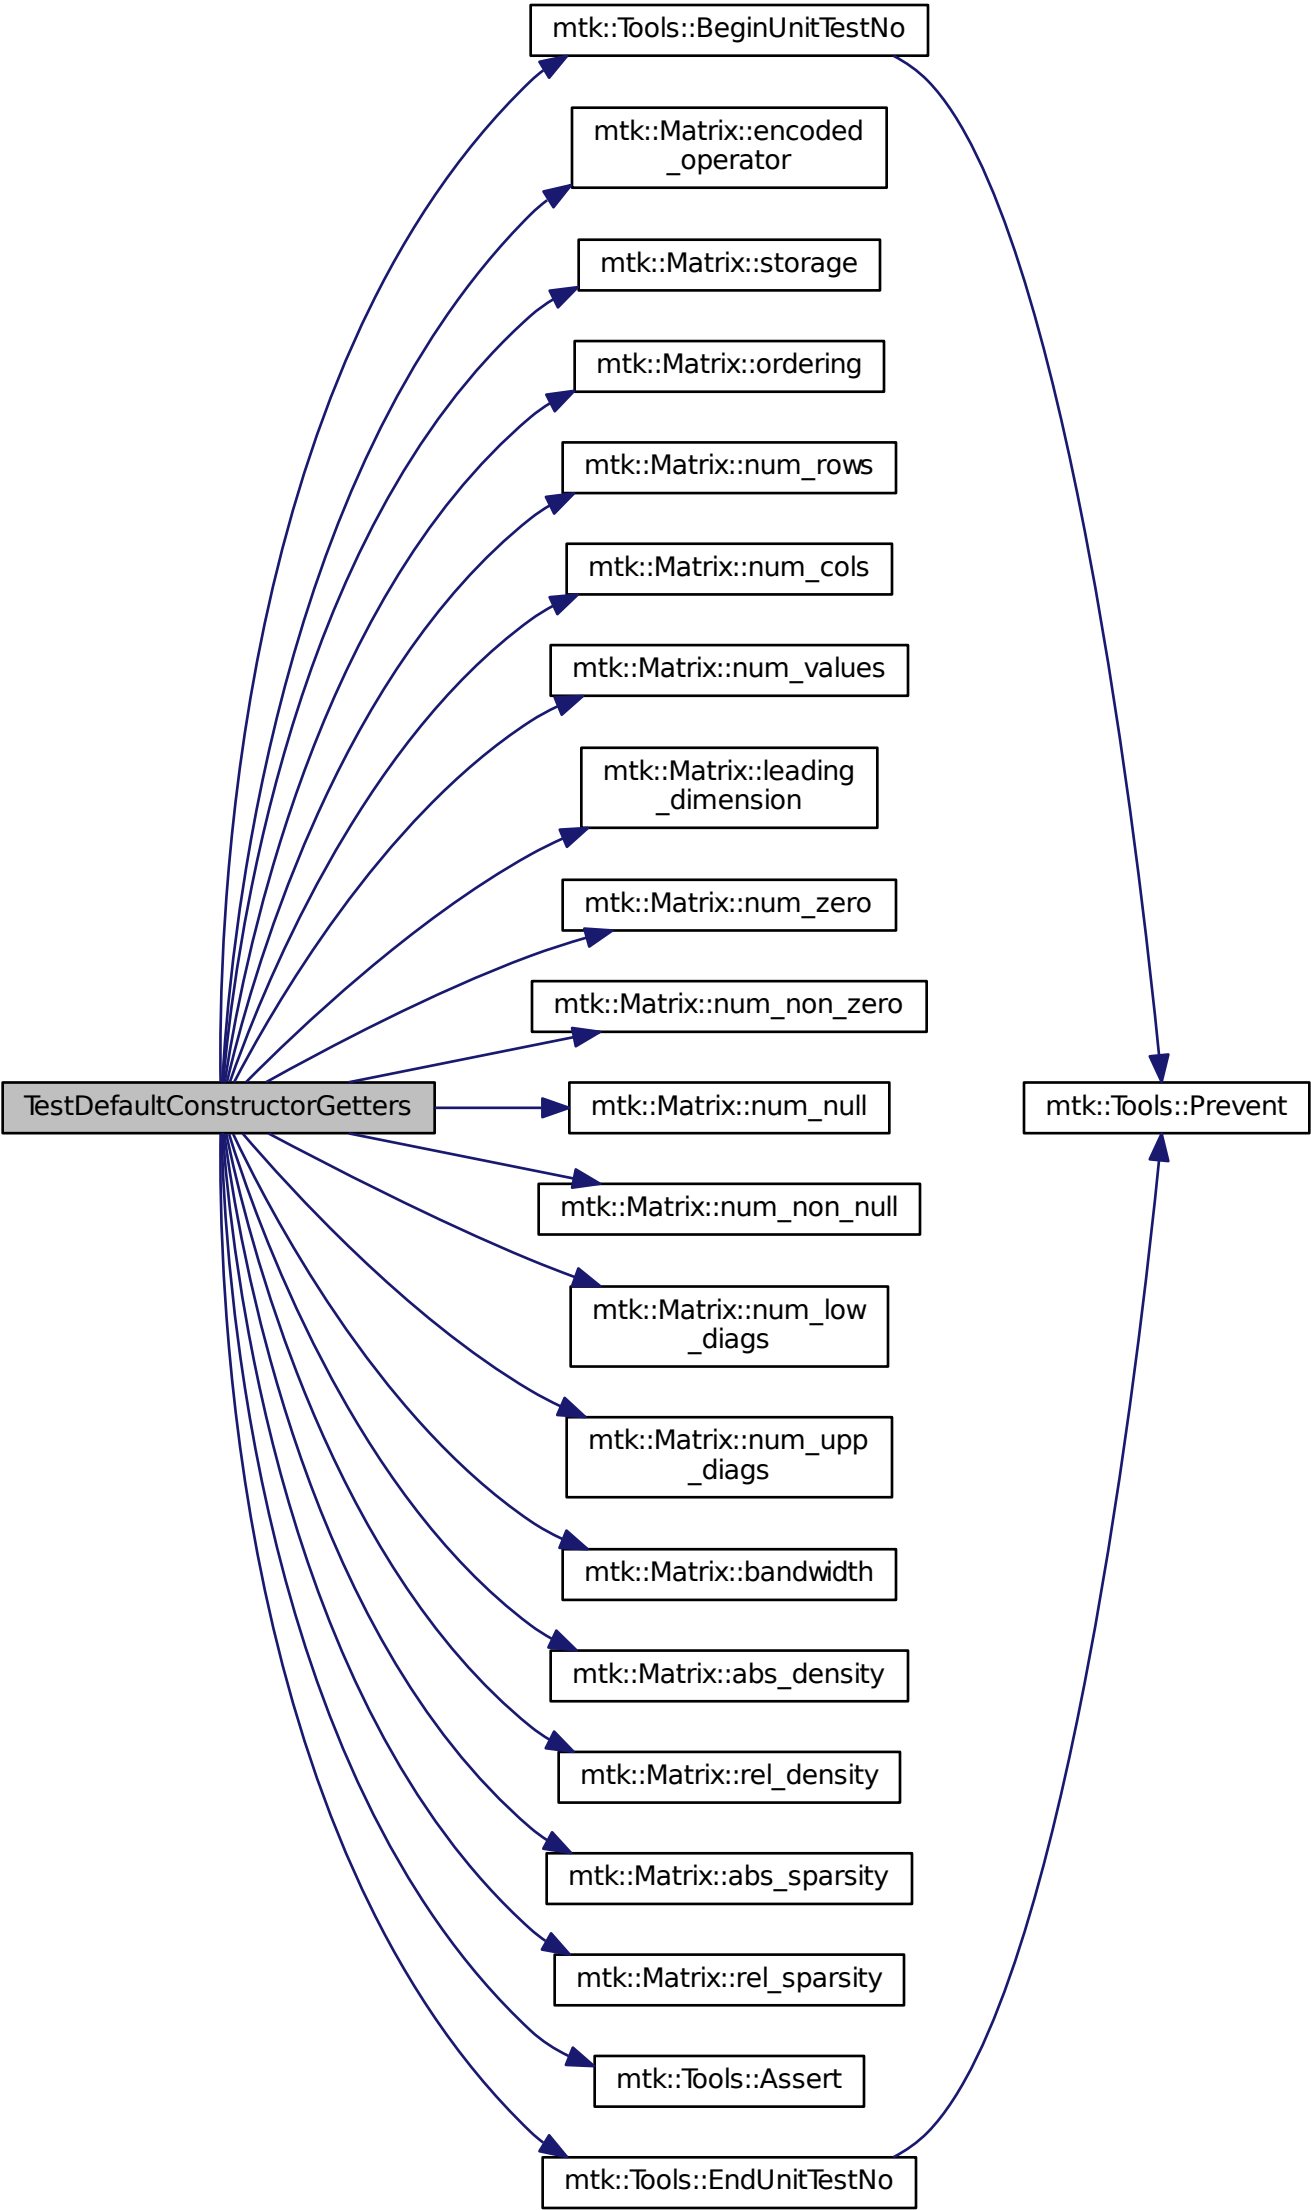 mtk::Tools::BeginUnitTestNo
mtk::Matrix::encoded
_operator
mtk::Matrix::storage
mtk::Matrix::ordering
mtk::Matrix::num_rows
mtk::Matrix::num_cols
mtk::Matrix::num_values
mtk::Matrix::leading
_dimension
mtk::Matrix::num_zero
mtk::Matrix::num_non_zero
TestDefaultConstructorGetters
mtk::Matrix::num_null
mtk::Tools::Prevent
mtk::Matrix::num_non_null
mtk::Matrix::num_low
_diags
mtk::Matrix::num_upp
_diags
mtk::Matrix::bandwidth
mtk::Matrix::abs_density
mtk::Matrix::rel_density
mtk::Matrix::abs_sparsity
mtk::Matrix::rel_sparsity
mtk::Tools::Assert
mtk::Tools::EndUnitTestNo